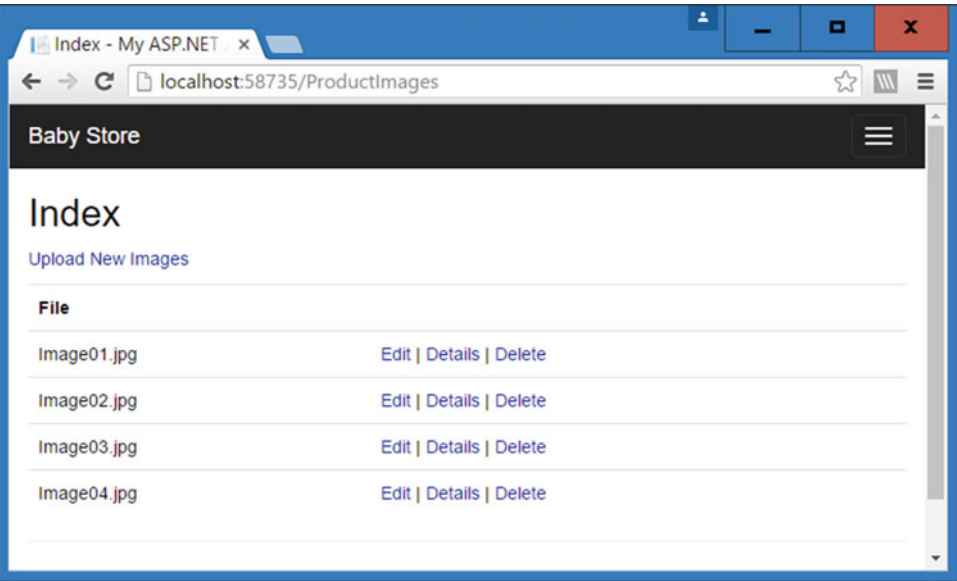 Index - My ASP.NET
localhost:58735/ProductImages
Baby Store
Index
Upload New Images
File
Image01.jpg Edit | Details | Delete
Image02.jpg Edit | Details | Delete
Image03.jpg Edit | Details | Delete
Image04.jpg Edit | Details | Delete